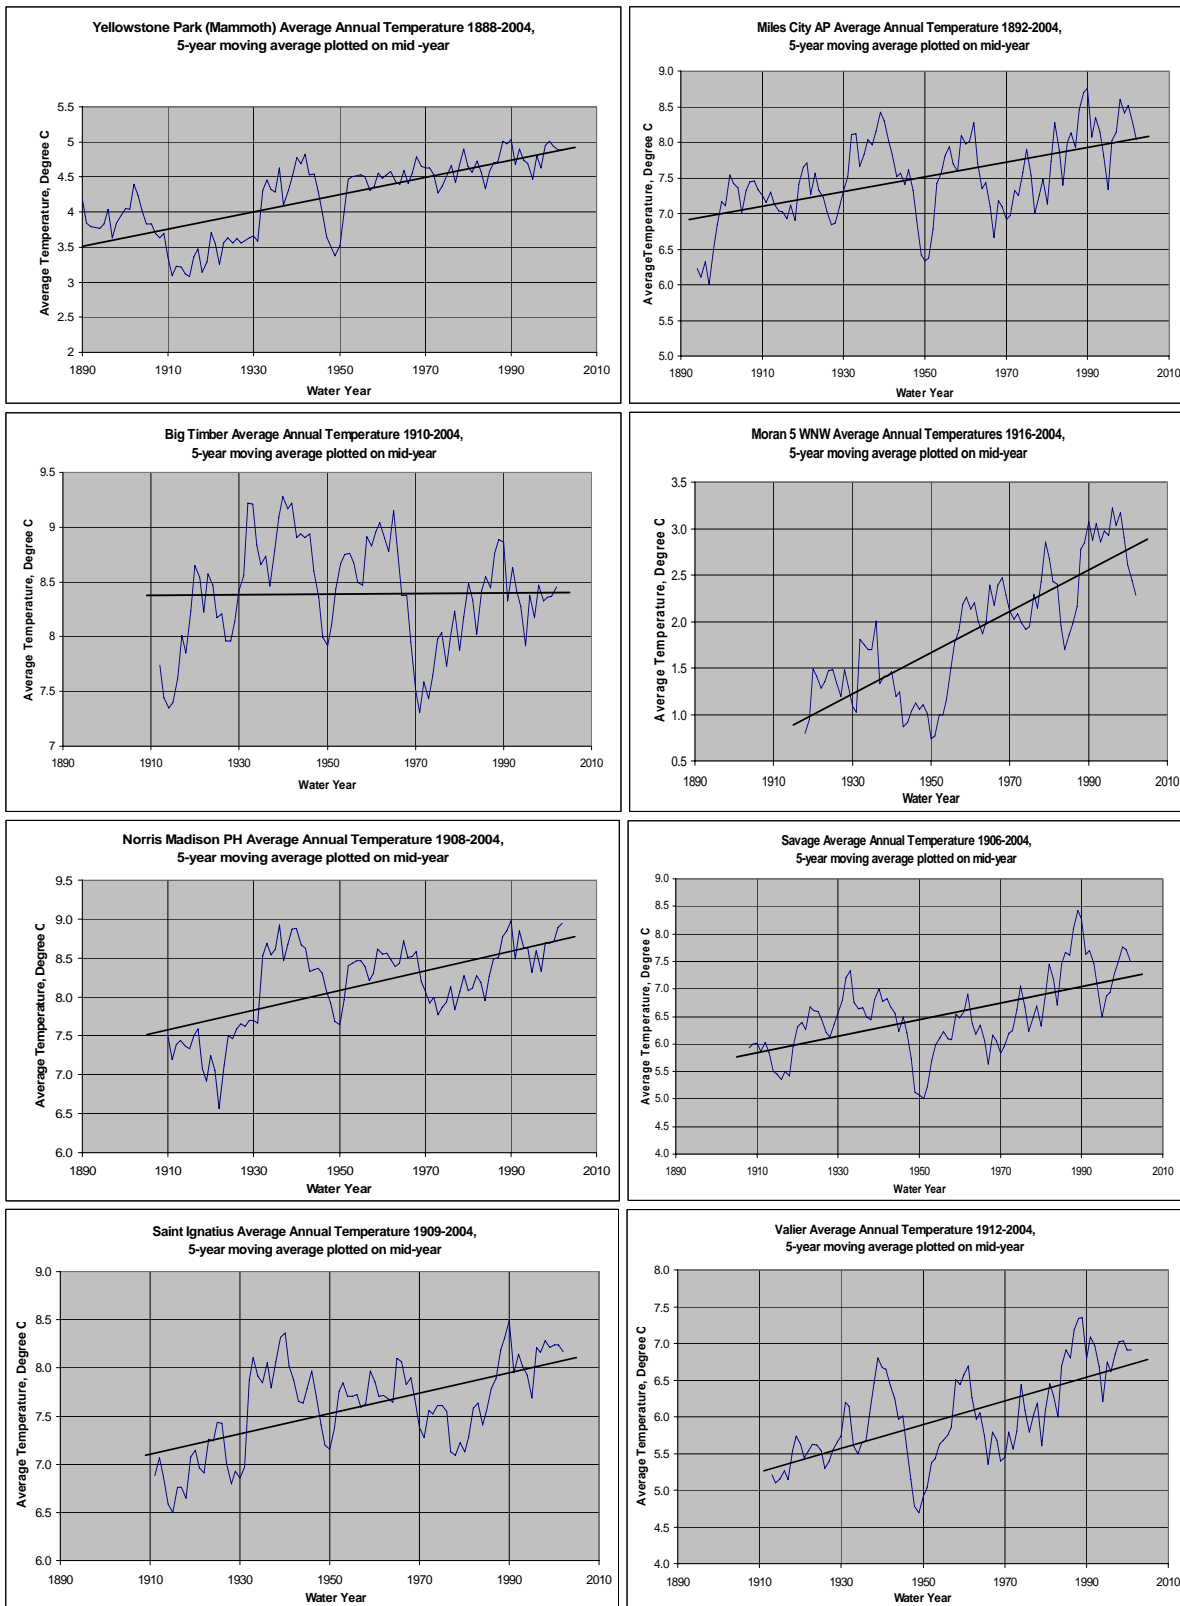 Yellowstone Park (Mammoth) Average Annual Temperature 1888-2004,
5-year moving average plotted on mid -year
Average Temperature, Degree C
5.5
5
4.5
4
3.5
3
2.5
2
1890 1910 1930 1950 1970 1990 2010
Water Year
Miles City AP Average Annual Temperature 1892-2004,
5-year moving average plotted on mid-year
AverageTemperature, Degree C
9.0
8.5
8.0
7.5
7.0
6.5
6.0
5.5
5.0
1890 1910 1930 1950 1970 1990 2010
Water Year
Big Timber Average Annual Temperature 1910-2004,
5-year moving average plotted on mid-year
Average Temperature, Degree C
9.5
9
8.5
8
7.5
7
1890 1910 1930 1950 1970 1990 2010
Water Year
Moran 5 WNW Average Annual Temperatures 1916-2004,
5-year moving average plotted on mid-year
Average Temperature, Degree C
3.5
3.0
2.5
2.0
1.5
1.0
0.5
1890 1910 1930 1950 1970 1990 2010
Water Year
Norris Madison PH Average Annual Temperature 1908-2004,
5-year moving average plotted on mid-year
Average Temperature, Degree C
9.5
9.0
8.5
8.0
7.5
7.0
6.5
6.0
1890 1910 1930 1950 1970 1990 2010
Water Year
Savage Average Annual Temperature 1906-2004,
5-year moving average plotted on mid-year
Average Temperature, Degree C
9.0
8.5
8.0
7.5
7.0
6.5
6.0
5.5
5.0
4.5
4.0
1890 1910 1930 1950 1970 1990 2010
Water Year
Saint Ignatius Average Annual Temperature 1909-2004,
5-year moving average plotted on mid-year
Average Temperature, Degree C
9.0
8.5
8.0
7.5
7.0
6.5
6.0
1890 1910 1930 1950 1970 1990 2010
Water Year
Valier Average Annual Temperature 1912-2004,
5-year moving average plotted on mid-year
Average Temperature, Degree C
8.0
7.5
7.0
6.5
6.0
5.5
5.0
4.5
4.0
1890 1910 1930 1950 1970 1990 2010
Water Year